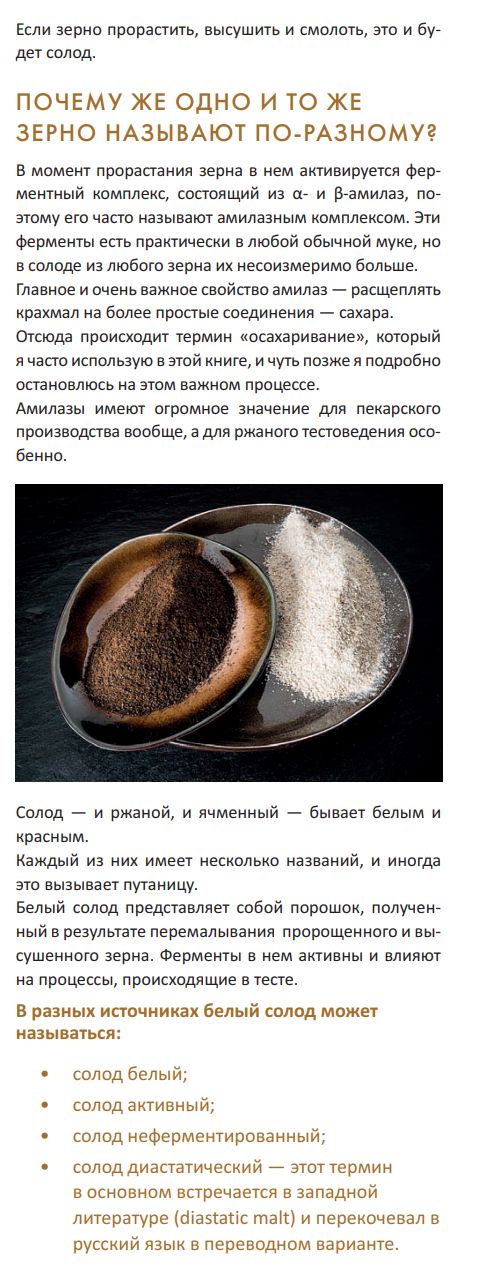 Если зерно прорастить, высушить и смолоть, это и бу-
дет солод.
ПОЧЕМУ ЖЕ ОДНО И ТО ЖЕ
ЗЕРНО НАЗЫВАЮТ ПО-РАЗНОМУ?
В момент прорастания зерна в нем активируется фер-
ментный комплекс, состоящий из α- и β-амилаз, по-
этому его часто называют амилазным комплексом. Эти
ферменты есть практически в любой обычной муке, но
в солоде из любого зерна их несоизмеримо больше.
Главное и очень важное свойство амилаз — расщеплять
крахмал на более простые соединения — сахара.
Отсюда происходит термин «осахаривание», который
я часто использую в этой книге, и чуть позже я подробно
остановлюсь на этом важном процессе.
Амилазы имеют огромное значение для пекарского
производства вообще, а для ржаного тестоведения осо-
бенно.
Солод — и ржаной, и ячменный — бывает белым и
красным.
Каждый из них имеет несколько названий, и иногда
это вызывает путаницу.
Белый солод представляет собой порошок, получен-
ный в результате перемалывания пророщенного и вы-
сушенного зерна. Ферменты в нем активны и влияют
на процессы, происходящие в тесте.
В разных источниках белый солод может
называться:
• солод белый;
• солод активный;
• солод неферментированный;
• солод диастатический — этот термин
в основном встречается в западной
литературе (diastatic malt) и перекочевал в
русский язык в переводном варианте.